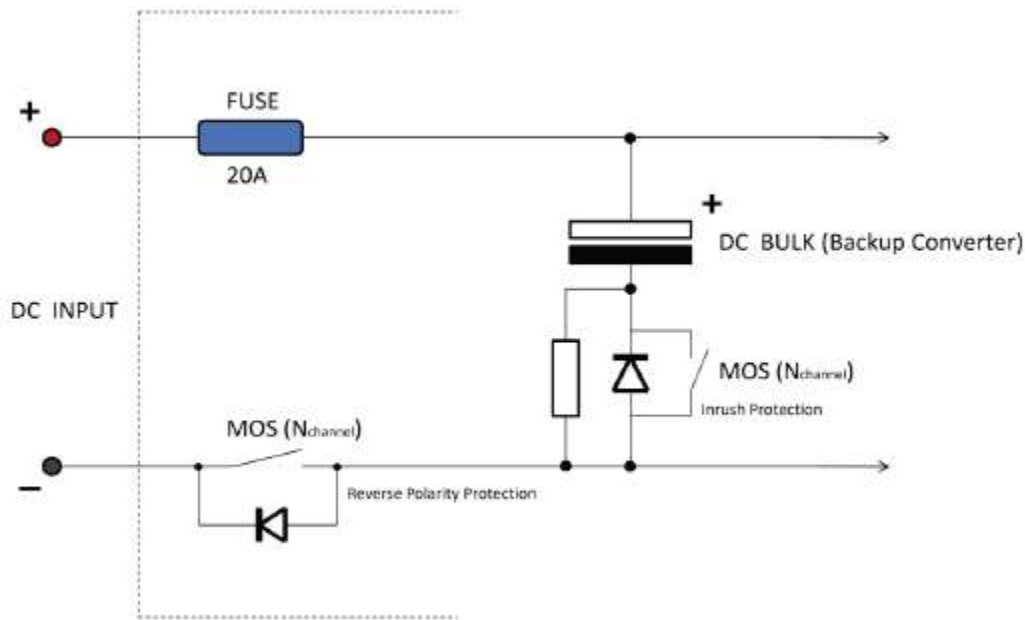 FUSE
+
20A
+
DC BULK (Backup Converter)
DC INPUT
MOS (Nchannel)
Inrush Protection
MOS (Nchannel)
−
Reverse Polarity Protection